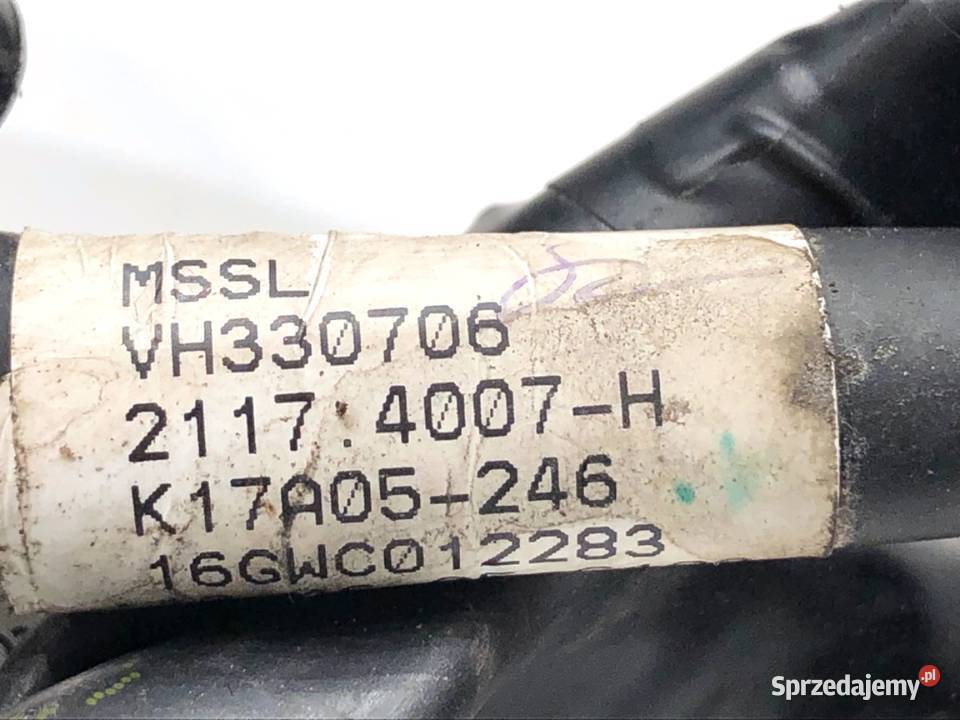 MSSL
VH330706
2117.4007-H
K17A05-246
16GWC012283
Sprzedajemy.pl